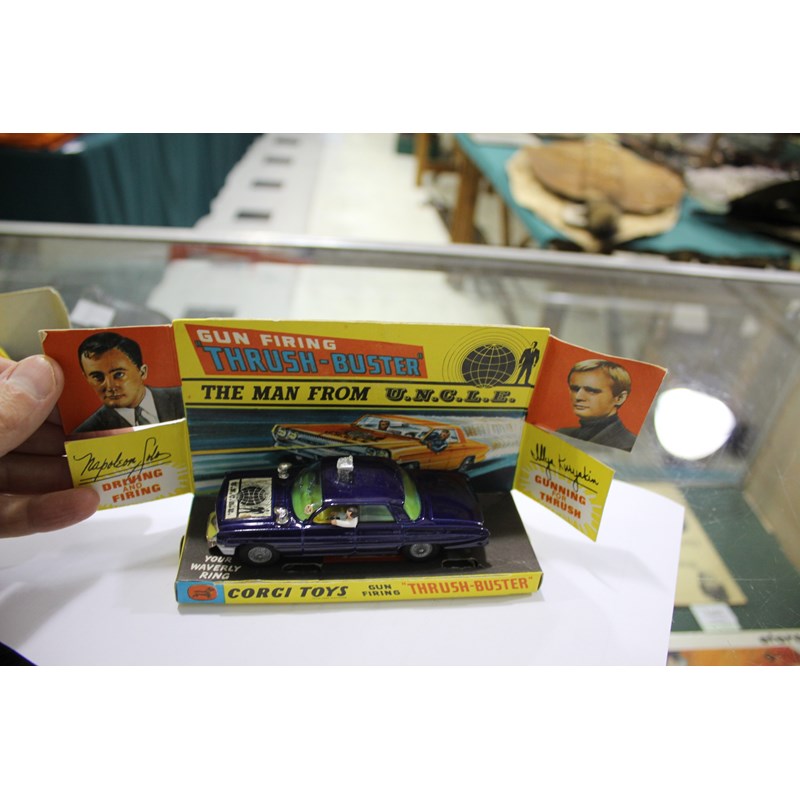 GUN FIRING
"THRUSH-BUSTER"
THE MAN FROM U.N.C.L.E.
Napoleon Solo
DRIVING
AND
FIRING
Illya Kuryakin
GUNNING
FOR
THRUSH
YOUR
WAVERLY
RING
CORGI TOYS GUN FIRING "THRUSH-BUSTER"